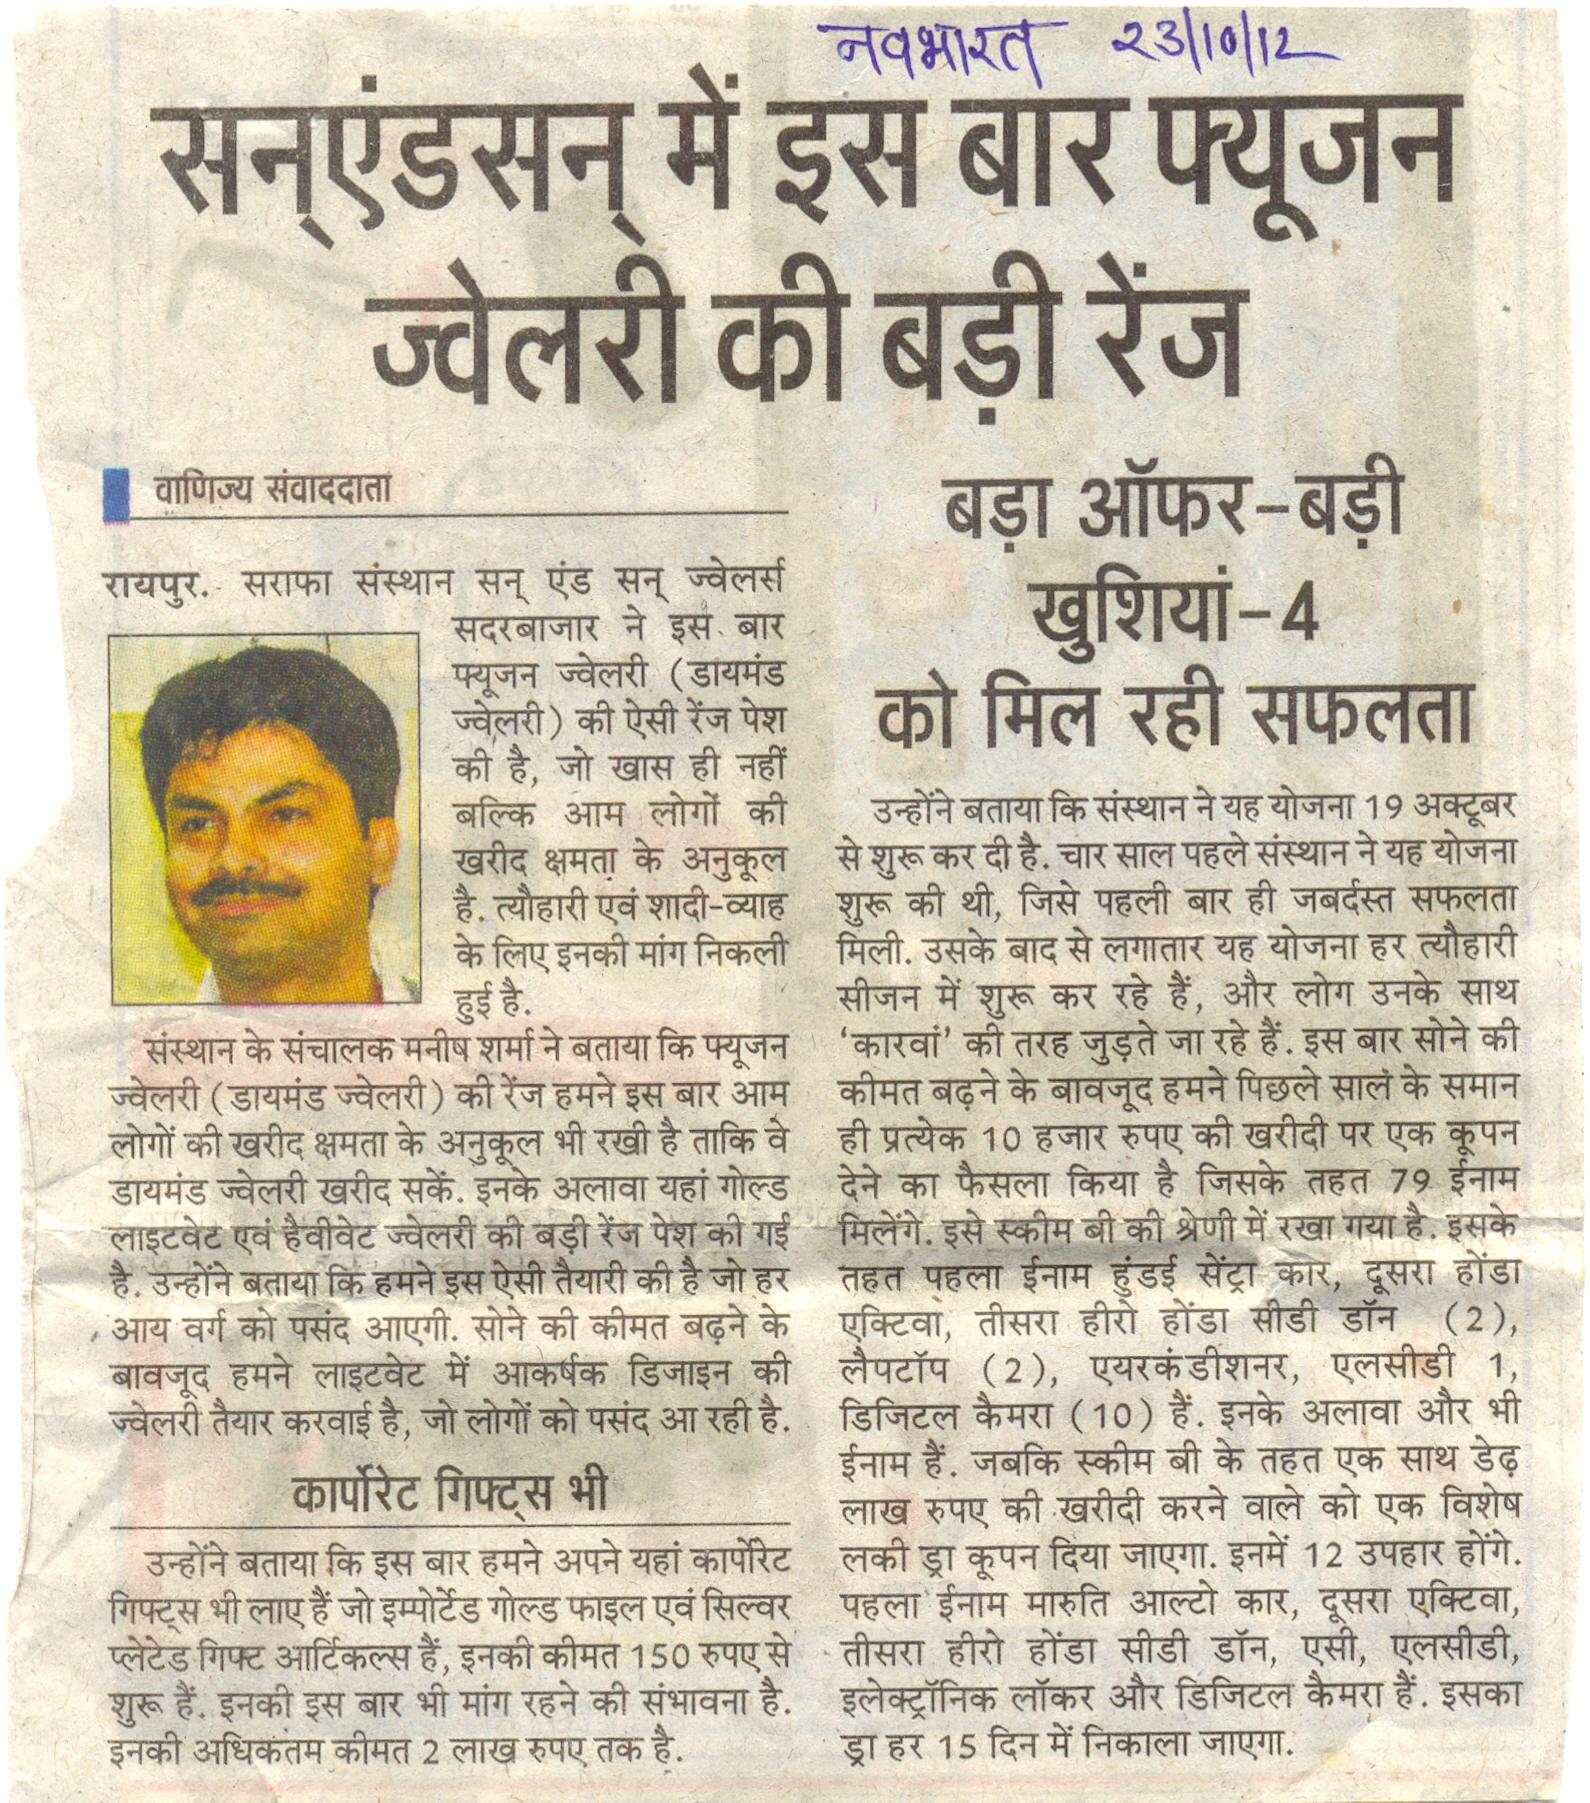 नवभारत 23/10/12
सन्एंडसन् में इस बार फ्यूजन
ज्वेलरी की बड़ी रेंज
वाणिज्य संवाददाता
रायपुर. सराफा संस्थान सन् एंड सन् ज्वेलर्स
सदरबाजार ने इस बार
फ्यूजन ज्वेलरी (डायमंड
ज्वेलरी) की ऐसी रेंज पेश
की है, जो खास ही नहीं
बल्कि आम लोगों की
खरीद क्षमता के अनुकूल
है. त्यौहारी एवं शादी-व्याह
के लिए इनकी मांग निकली
हुई है.
संस्थान के संचालक मनीष शर्मा ने बताया कि फ्यूजन
ज्वेलरी (डायमंड ज्वेलरी) की रेंज हमने इस बार आम
लोगों की खरीद क्षमता के अनुकूल भी रखी है ताकि वे
डायमंड ज्वेलरी खरीद सकें. इनके अलावा यहां गोल्ड
लाइटवेट एवं हैवीवेट ज्वेलरी की बड़ी रेंज पेश की गई
है. उन्होंने बताया कि हमने इस ऐसी तैयारी की है जो हर
आय वर्ग को पसंद आएगी. सोने की कीमत बढ़ने के
बावजूद हमने लाइटवेट में आकर्षक डिजाइन की
ज्वेलरी तैयार करवाई है, जो लोगों को पसंद आ रही है.
कार्पोरेट गिफ्ट्स भी
उन्होंने बताया कि इस बार हमने अपने यहां कार्पोरेट
गिफ्ट्स भी लाए हैं जो इम्पोर्टेड गोल्ड फाइल एवं सिल्वर
प्लेटेड गिफ्ट आर्टिकल्स हैं, इनकी कीमत 150 रुपए से
शुरू हैं. इनकी इस बार भी मांग रहने की संभावना है.
इनकी अधिकतम कीमत 2 लाख रुपए तक है.
बड़ा ऑफर-बड़ी
खुशियां-4
को मिल रही सफलता
उन्होंने बताया कि संस्थान ने यह योजना 19 अक्टूबर
से शुरू कर दी है. चार साल पहले संस्थान ने यह योजना
शुरू की थी, जिसे पहली बार ही जबर्दस्त सफलता
मिली. उसके बाद से लगातार यह योजना हर त्यौहारी
सीजन में शुरू कर रहे हैं, और लोग उनके साथ
'कारवां' की तरह जुड़ते जा रहे हैं. इस बार सोने की
कीमत बढ़ने के बावजूद हमने पिछले साल के समान
ही प्रत्येक 10 हजार रुपए की खरीदी पर एक कूपन
देने का फैसला किया है जिसके तहत 79 ईनाम
मिलेंगे. इसे स्कीम बी की श्रेणी में रखा गया है. इसके
तहत पहला ईनाम हुंडई सेंट्रा कार, दूसरा होंडा
एक्टिवा, तीसरा हीरो होंडा सीडी डॉन (2),
लैपटॉप (2), एयरकंडीशनर, एलसीडी 1,
डिजिटल कैमरा (10) हैं. इनके अलावा और भी
ईनाम हैं. जबकि स्कीम बी के तहत एक साथ डेढ़
लाख रुपए की खरीदी करने वाले को एक विशेष
लकी ड्रा कूपन दिया जाएगा. इनमें 12 उपहार होंगे.
पहला ईनाम मारुति आल्टो कार, दूसरा एक्टिवा,
तीसरा हीरो होंडा सीडी डॉन, एसी, एलसीडी,
इलेक्ट्रॉनिक लॉकर और डिजिटल कैमरा हैं. इसका
ड्रा हर 15 दिन में निकाला जाएगा.